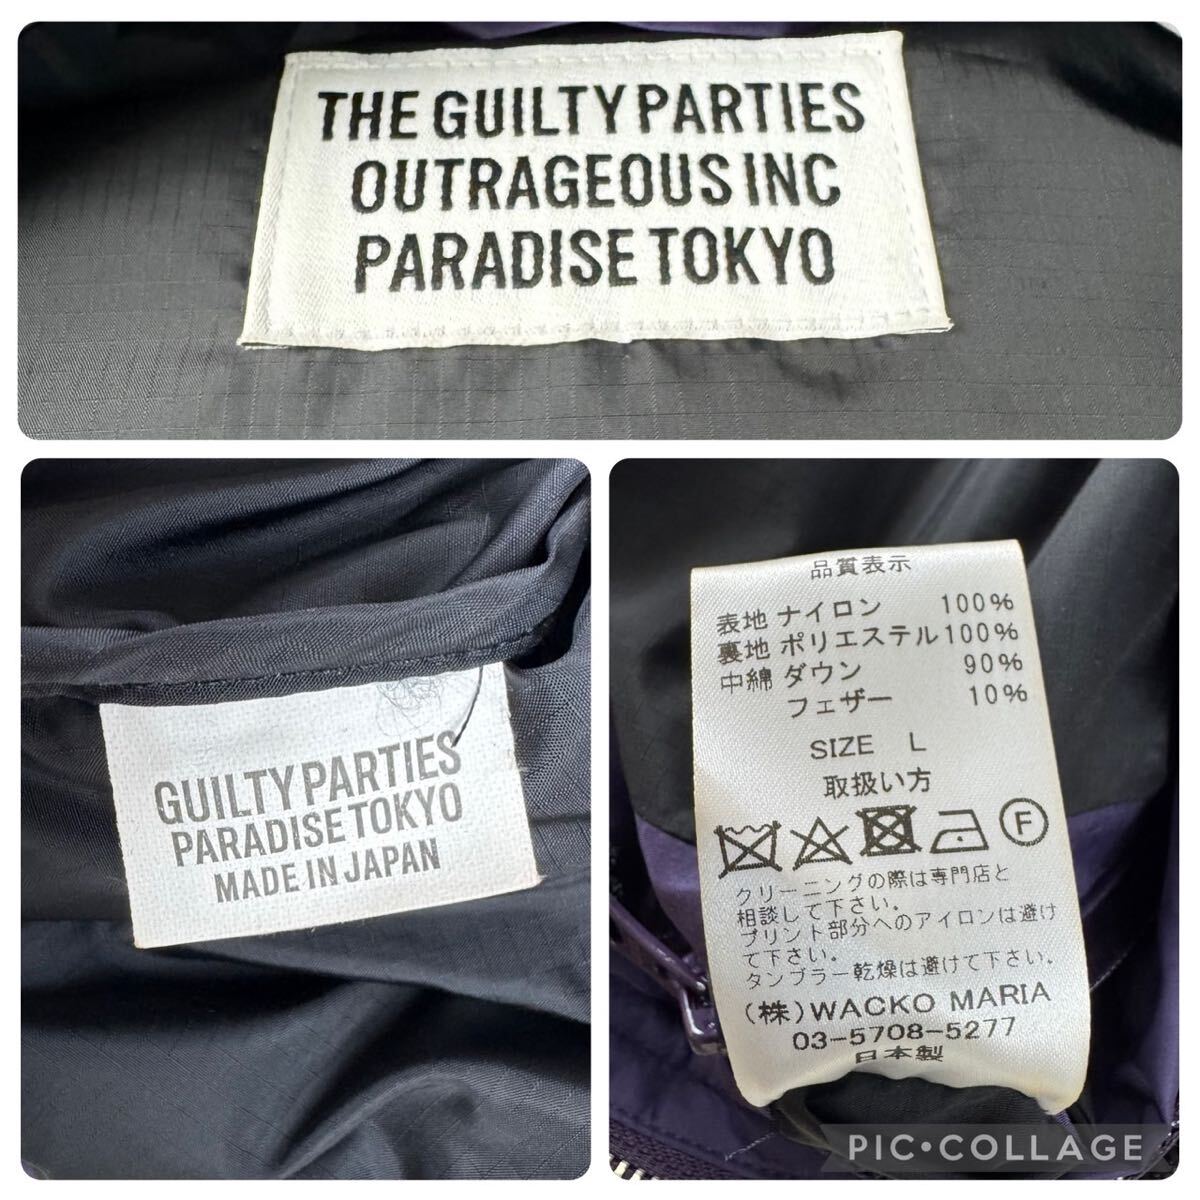 THE GUILTY PARTIES
OUTRAGEOUS INC
PARADISE TOKYO
GUILTY PARTIES
PARADISE TOKYO
MADE IN JAPAN
品質表示
表地 ナイロン 100%
裏地 ポリエステル100%
中綿 ダウン 90%
フェザー 10%
SIZE L
取扱い方
F
クリーニングの際は専門店と
相談して下さい。
プリント部分へのアイロンは避け
て下さい。
タンブラー乾燥は避けて下さい。
(株)WACKO MARIA
03-5708-5277
日本製
PIC•COLLAGE